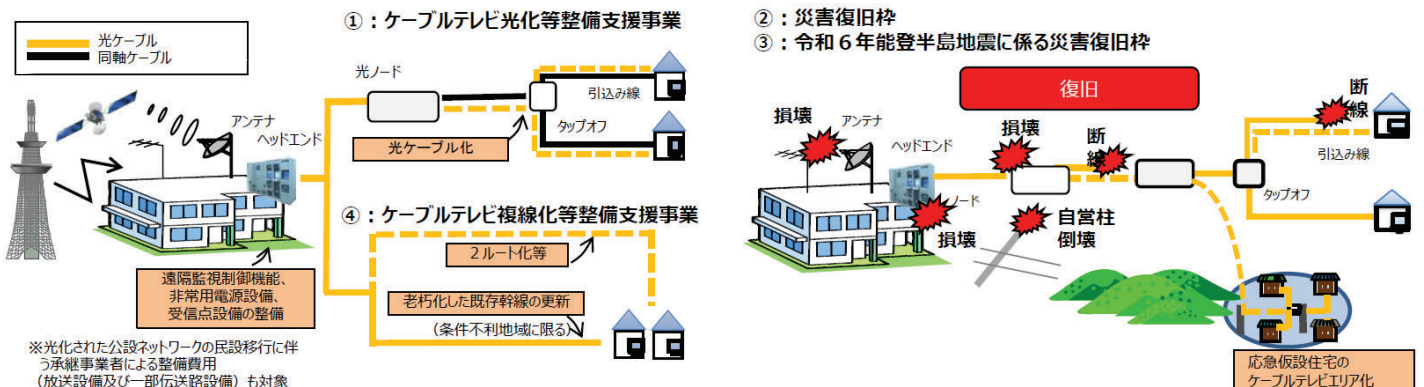 ①：ケーブルテレビ光化等整備支援事業
光ケーブル
同軸ケーブル
光ノード
引込み線
タップオフ
光ケーブル化
アンテナ
ヘッドエンド
④：ケーブルテレビ複線化等整備支援事業
２ルート化等
老朽化した既存幹線の更新
（条件不利地域に限る）
遠隔監視制御機能、
非常用電源設備、
受信点設備の整備
※光化された公設ネットワークの民設移行に伴
う承継事業者による整備費用
（放送設備及び一部伝送路設備）も対象
②：災害復旧枠
③：令和６年能登半島地震に係る災害復旧枠
復旧
損壊
アンテナ
ヘッドエンド
損壊
断線
断線
引込み線
タップオフ
ノード
損壊
自営柱
倒壊
応急仮設住宅の
ケーブルテレビエリア化